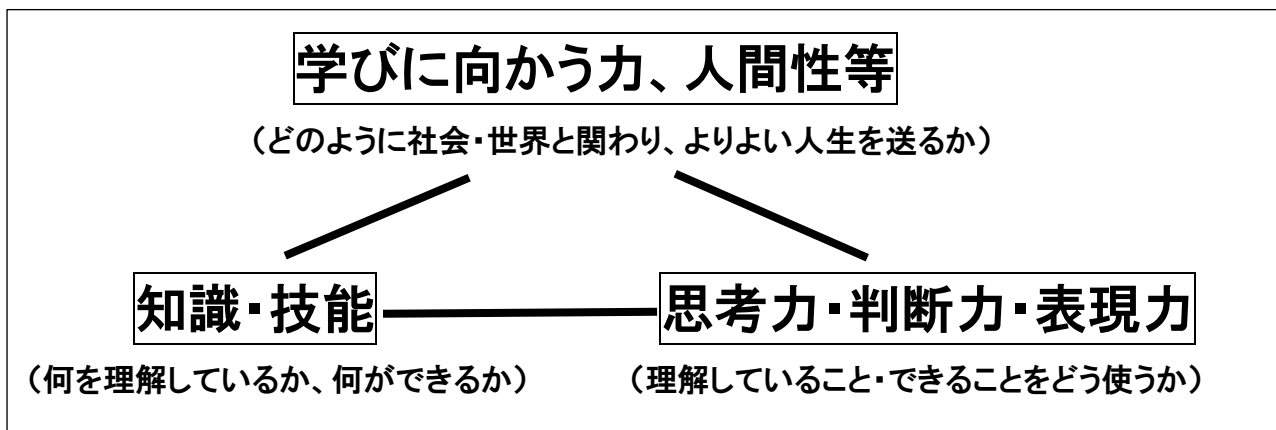 学びに向かう力、人間性等
（どのように社会・世界と関わり、よりよい人生を送るか）
知識・技能
思考力・判断力・表現力
（何を理解しているか、何ができるか）
（理解していること・できることをどう使うか）